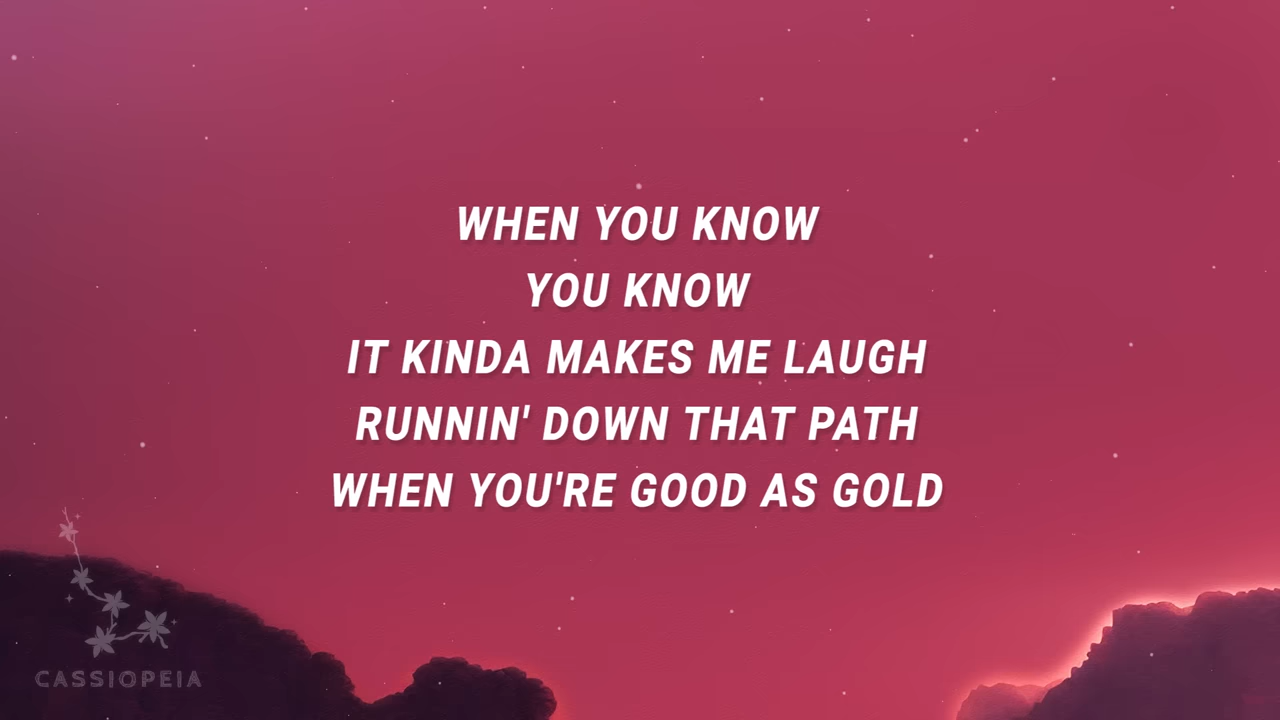 WHEN YOU KNOW
YOU KNOW
IT KINDA MAKES ME LAUGH
RUNNIN' DOWN THAT PATH
WHEN YOU'RE GOOD AS GOLD
CASSIOPEIA